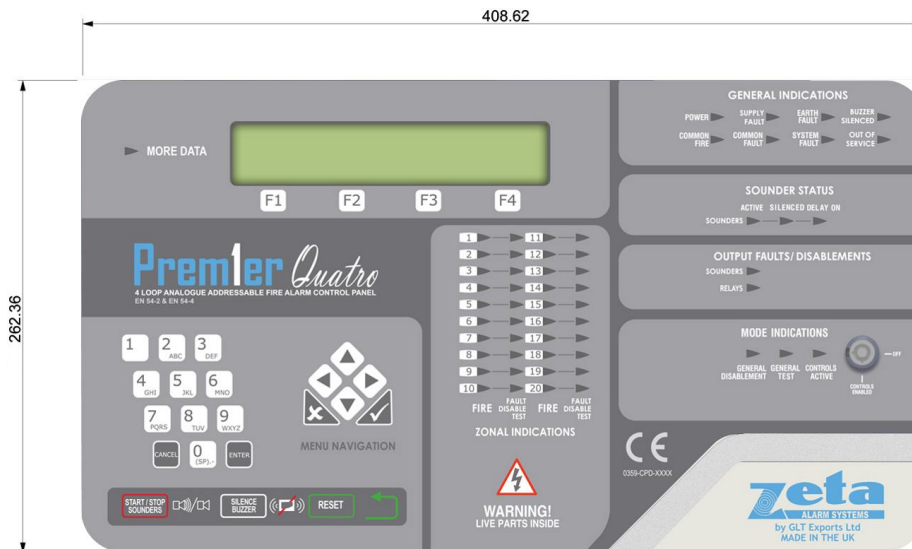 408.62
262.36
MORE DATA
F1 F2 F3 F4
GENERAL INDICATIONS
POWER SUPPLY FAULT EARTH FAULT BUZZER SILENCED
COMMON FIRE COMMON FAULT SYSTEM FAULT OUT OF SERVICE
SOUNDER STATUS
ACTIVE SILENCED DELAY ON
SOUNDERS
OUTPUT FAULTS/ DISABLEMENTS
SOUNDERS
RELAYS
MODE INDICATIONS
GENERAL DISABLEMENT GENERAL TEST CONTROLS ACTIVE
OFF
CONTROLS ENABLED
Prem1er Quatro
4 LOOP ANALOGUE ADDRESSABLE FIRE ALARM CONTROL PANEL
EN 54-2 & EN 54-4
1 11
2 12
3 13
4 14
5 15
6 16
7 17
8 18
9 19
10 20
FIRE FAULT DISABLE TEST FIRE FAULT DISABLE TEST
ZONAL INDICATIONS
WARNING!
LIVE PARTS INSIDE
1 2 ABC 3 DEF
4 GHI 5 JKL 6 MNO
7 PQRS 8 TUV 9 WXYZ
CANCEL 0 (SP).- ENTER
MENU NAVIGATION
START / STOP SOUNDERS
SILENCE BUZZER
RESET
CE
0359-CPD-XXXX
zeta
ALARM SYSTEMS
by GLT Exports Ltd
MADE IN THE UK